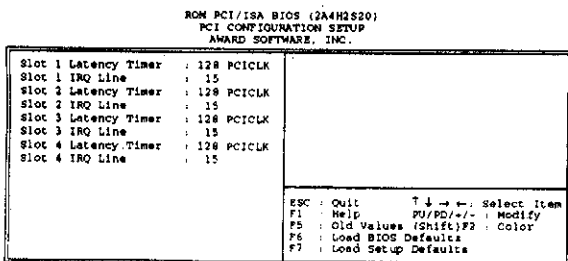 ROM PCI/ISA BIOS (2A4H2S20)
PCI CONFIGURATION SETUP
AWARD SOFTWARE, INC.
Slot 1 Latency Timer : 128 PCICLK
Slot 1 IRQ Line : 15
Slot 2 Latency Timer : 128 PCICLK
Slot 2 IRQ Line : 15
Slot 3 Latency Timer : 128 PCICLK
Slot 3 IRQ Line : 15
Slot 4 Latency Timer : 128 PCICLK
Slot 4 IRQ Line : 15
ESC : Quit ↑ ↓ → ← : Select Item
F1 : Help PU/PD/+/- : Modify
F5 : Old Values (Shift)F2 : Color
F6 : Load BIOS Defaults
F7 : Load Setup Defaults